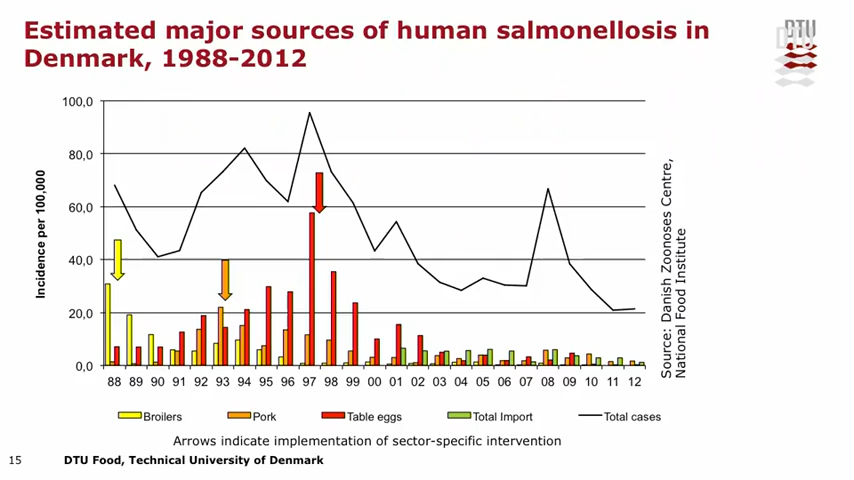 Estimated major sources of human salmonellosis in
Denmark, 1988-2012
DTU
100,0
80,0
60,0
40,0
20,0
0,0
Incidence per 100,000
88 89 90 91 92 93 94 95 96 97 98 99 00 01 02 03 04 05 06 07 08 09 10 11 12
Broilers Pork Table eggs Total Import Total cases
Source: Danish Zoonoses Centre,
National Food Institute
Arrows indicate implementation of sector-specific intervention
15 DTU Food, Technical University of Denmark